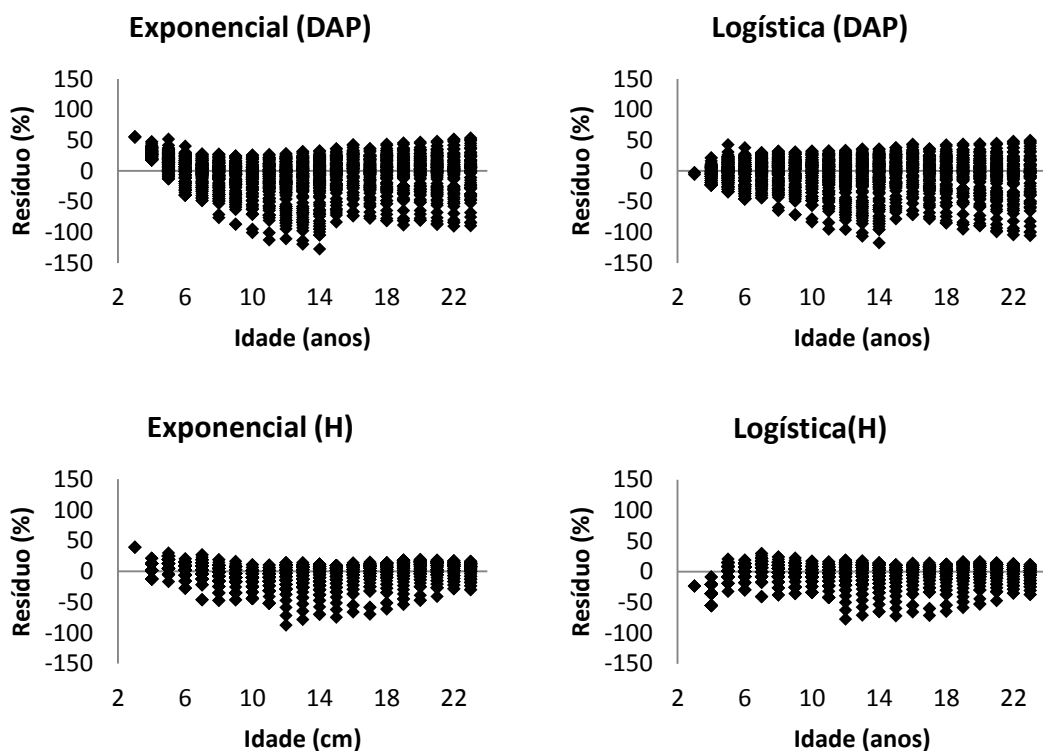 Exponencial (DAP)
Resíduo (%)
150
100
50
0
-50
-100
-150
2 6 10 14 18 22
Idade (anos)
Logística (DAP)
Resíduo (%)
150
100
50
0
-50
-100
-150
2 6 10 14 18 22
Idade (anos)
Exponencial (H)
Resíduo (%)
150
100
50
0
-50
-100
-150
2 6 10 14 18 22
Idade (cm)
Logística(H)
Resíduo (%)
150
100
50
0
-50
-100
-150
2 6 10 14 18 22
Idade (anos)